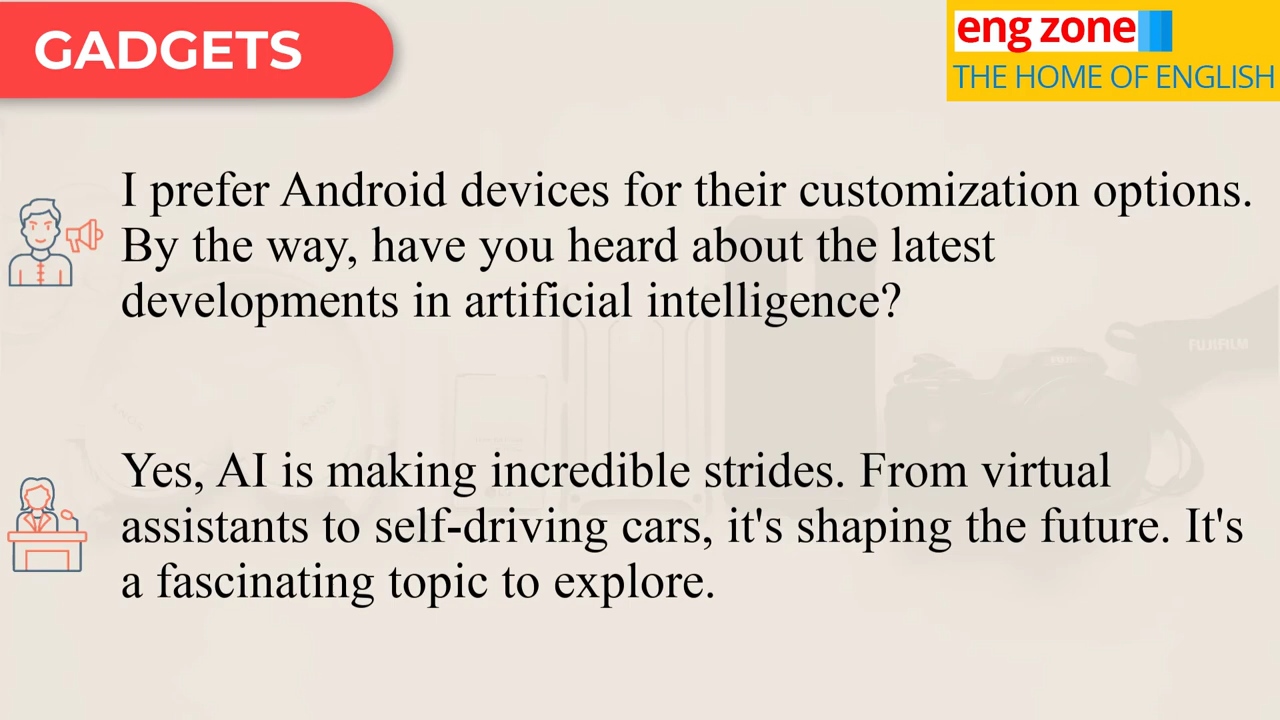 GADGETS
eng zone
THE HOME OF ENGLISH
I prefer Android devices for their customization options.
By the way, have you heard about the latest
developments in artificial intelligence?
FUJIFILM
Yes, AI is making incredible strides. From virtual
assistants to self-driving cars, it's shaping the future. It's
a fascinating topic to explore.